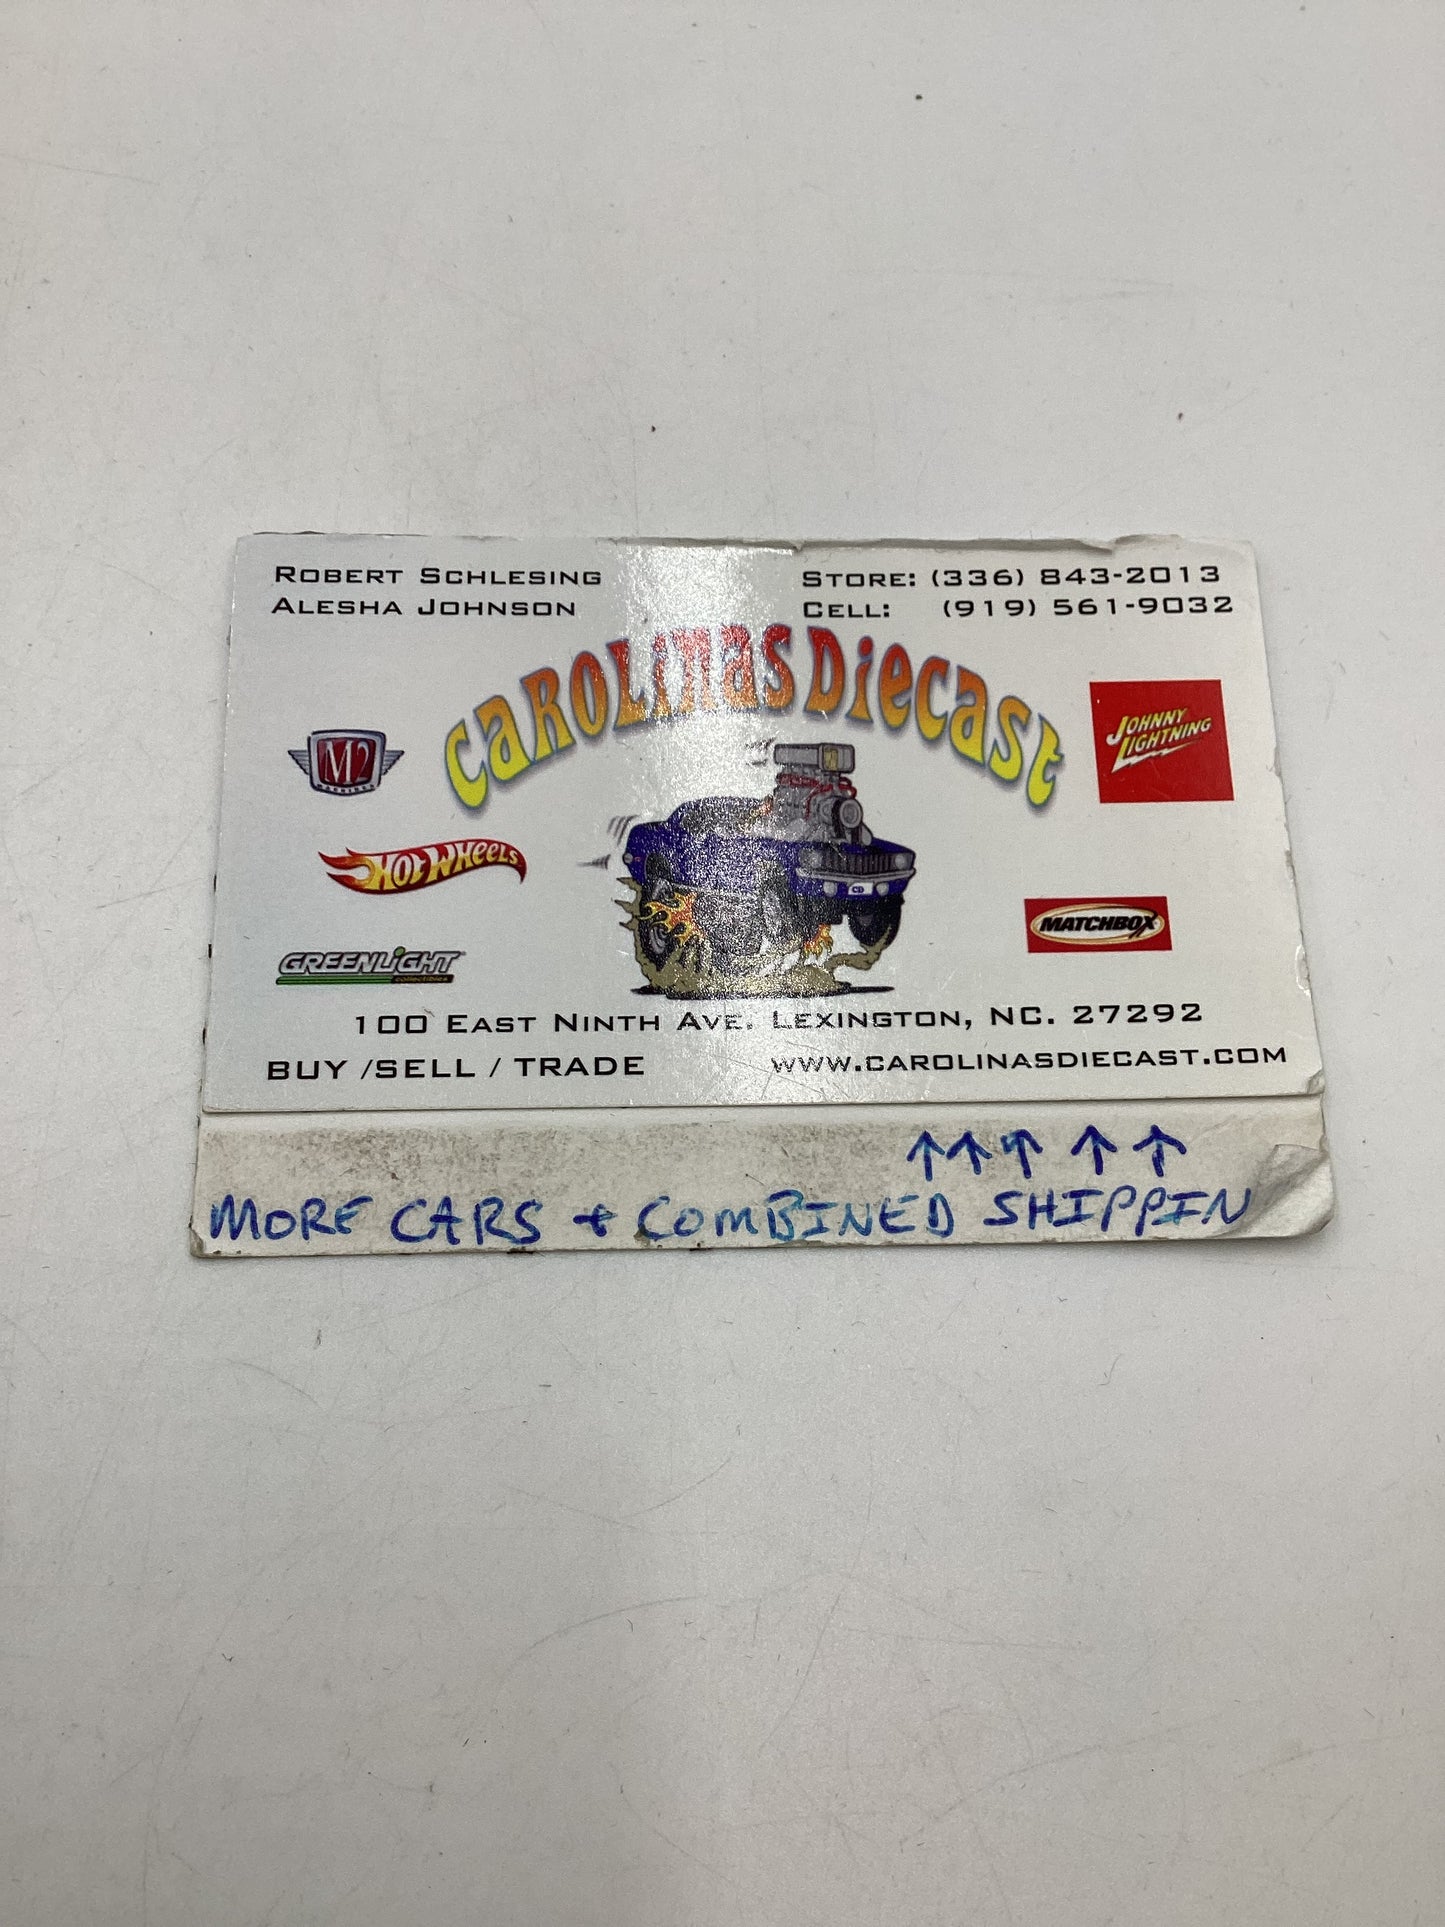 ROBERT SCHLESING
ALESHA JOHNSON
STORE: (336) 843-2013
CELL: (919) 561-9032
CAROLINAS DIECAST
M2
MACHINES
JOHNNY
LIGHTNING
HOT WHEELS
CD
MATCHBOX
GREENLIGHT
100 EAST NINTH AVE. LEXINGTON, NC. 27292
BUY /SELL / TRADE
WWW.CAROLINASDIECAST.COM
↑ ↑ ↑ ↑ ↑
MORE CARS + COMBINED SHIPPIN